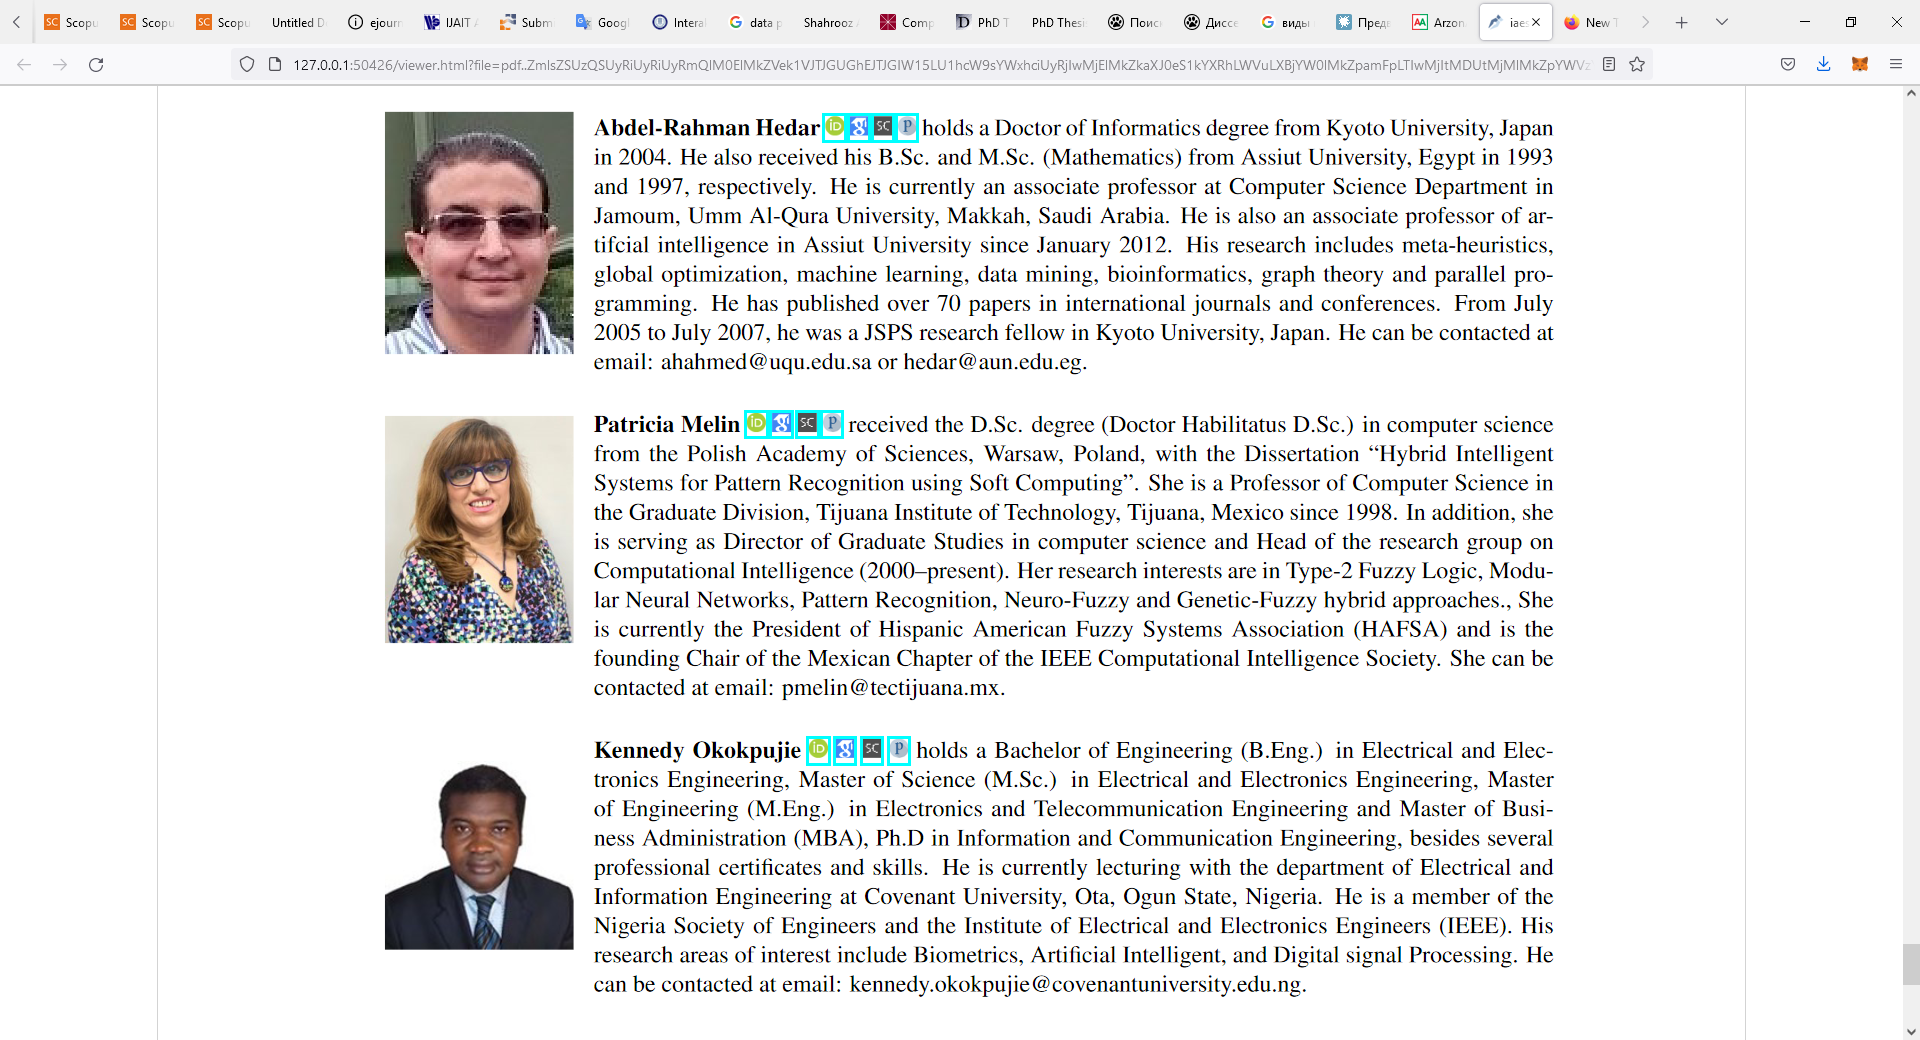 Scopu
Scopu
Scopu
Untitled D
ejourn
IJAIT A
Subm
Googl
Interal
data p
Shahrooz A
Comp
PhD T
PhD Thesi
Поис
Диссе
виды
Предв
Arzon
iaes
New T
127.0.0.1:50426/viewer.html?file=pdf..
Abdel-Rahman Hedar iD g SC P holds a Doctor of Informatics degree from Kyoto University, Japan
in 2004. He also received his B.Sc. and M.Sc. (Mathematics) from Assiut University, Egypt in 1993
and 1997, respectively. He is currently an associate professor at Computer Science Department in
Jamoum, Umm Al-Qura University, Makkah, Saudi Arabia. He is also an associate professor of ar-
tifcial intelligence in Assiut University since January 2012. His research includes meta-heuristics,
global optimization, machine learning, data mining, bioinformatics, graph theory and parallel pro-
gramming. He has published over 70 papers in international journals and conferences. From July
2005 to July 2007, he was a JSPS research fellow in Kyoto University, Japan. He can be contacted at
email: ahahmed@uqu.edu.sa or hedar@aun.edu.eg.
Patricia Melin iD g SC P received the D.Sc. degree (Doctor Habilitatus D.Sc.) in computer science
from the Polish Academy of Sciences, Warsaw, Poland, with the Dissertation “Hybrid Intelligent
Systems for Pattern Recognition using Soft Computing”. She is a Professor of Computer Science in
the Graduate Division, Tijuana Institute of Technology, Tijuana, Mexico since 1998. In addition, she
is serving as Director of Graduate Studies in computer science and Head of the research group on
Computational Intelligence (2000–present). Her research interests are in Type-2 Fuzzy Logic, Modu-
lar Neural Networks, Pattern Recognition, Neuro-Fuzzy and Genetic-Fuzzy hybrid approaches., She
is currently the President of Hispanic American Fuzzy Systems Association (HAFSA) and is the
founding Chair of the Mexican Chapter of the IEEE Computational Intelligence Society. She can be
contacted at email: pmelin@tectijuana.mx.
Kennedy Okokpujie iD g SC P holds a Bachelor of Engineering (B.Eng.) in Electrical and Elec-
tronics Engineering, Master of Science (M.Sc.) in Electrical and Electronics Engineering, Master
of Engineering (M.Eng.) in Electronics and Telecommunication Engineering and Master of Busi-
ness Administration (MBA), Ph.D in Information and Communication Engineering, besides several
professional certificates and skills. He is currently lecturing with the department of Electrical and
Information Engineering at Covenant University, Ota, Ogun State, Nigeria. He is a member of the
Nigeria Society of Engineers and the Institute of Electrical and Electronics Engineers (IEEE). His
research areas of interest include Biometrics, Artificial Intelligent, and Digital signal Processing. He
can be contacted at email: kennedy.okokpujie@covenantuniversity.edu.ng.